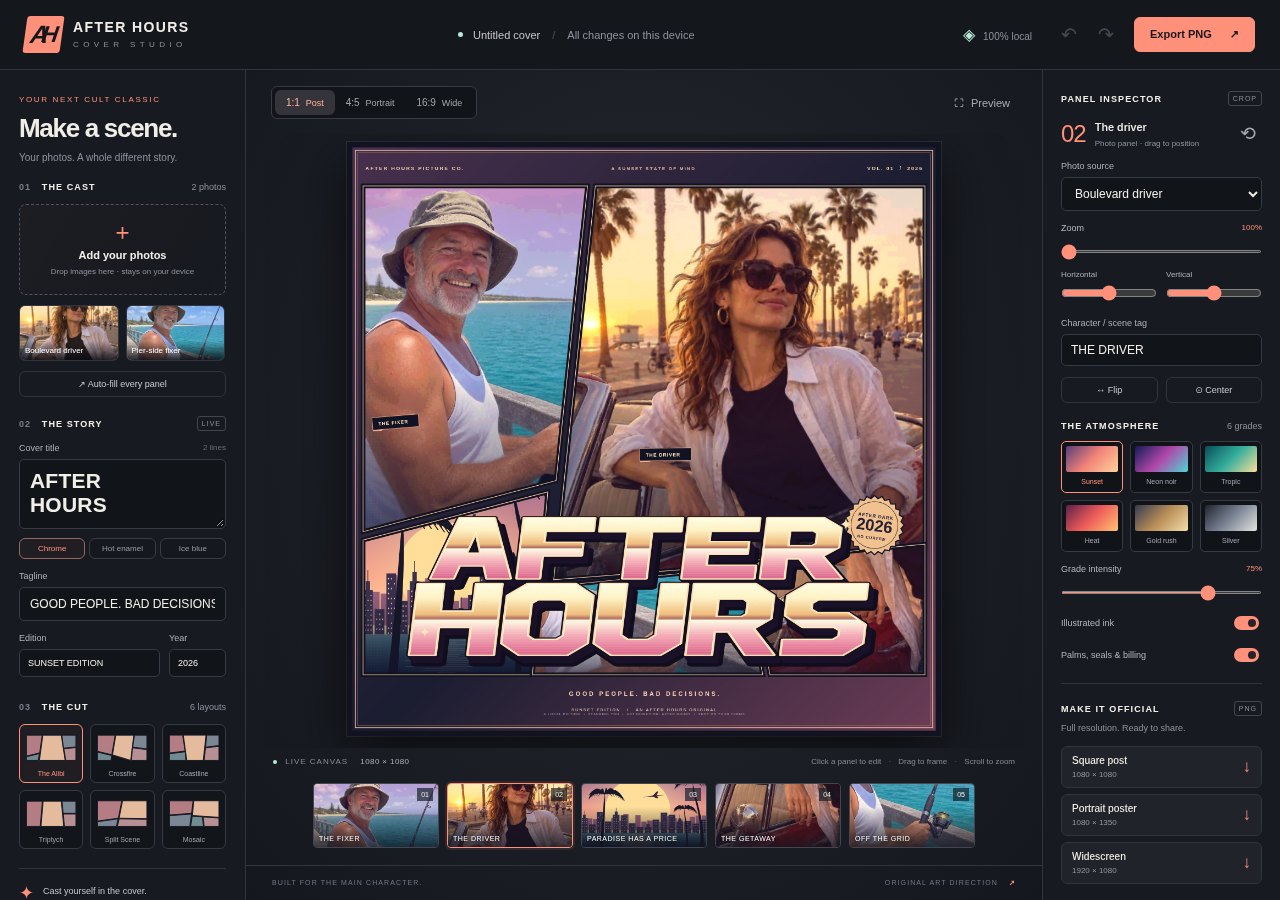 AH
AFTER HOURS
COVER STUDIO
Untitled cover / All changes on this device
100% local
Export PNG
YOUR NEXT CULT CLASSIC
Make a scene.
Your photos. A whole different story.
01 THE CAST 2 photos
Add your photos
Drop images here · stays on your device
Boulevard driver
Pier-side fixer
↗ Auto-fill every panel
02 THE STORY LIVE
Cover title 2 lines
AFTER
HOURS
Chrome
Hot enamel
Ice blue
Tagline
GOOD PEOPLE. BAD DECISIONS
Edition
Year
SUNSET EDITION
2026
03 THE CUT 6 layouts
The Alibi
Crossfire
Coastline
Triptych
Split Scene
Mosaic
Cast yourself in the cover.
1:1 Post
4:5 Portrait
16:9 Wide
Preview
AFTER HOURS PICTURE CO.
A SUNSET STATE OF MIND
VOL. 01 / 2026
THE FIXER
THE DRIVER
AFTER DARK
2026
NO CURFEW
AFTER
HOURS
GOOD PEOPLE. BAD DECISIONS.
SUNSET EDITION / AN AFTER HOURS ORIGINAL
LIVE CANVAS 1080 × 1080
Click a panel to edit · Drag to frame · Scroll to zoom
01
THE FIXER
02
THE DRIVER
03
PARADISE HAS A PRICE
04
THE GETAWAY
05
OFF THE GRID
BUILT FOR THE MAIN CHARACTER.
ORIGINAL ART DIRECTION ↗
PANEL INSPECTOR CROP
02 The driver
Photo panel · drag to position
Photo source
Boulevard driver
Zoom 100%
Horizontal
Vertical
Character / scene tag
THE DRIVER
↔ Flip
⊙ Center
THE ATMOSPHERE 6 grades
Sunset
Neon noir
Tropic
Heat
Gold rush
Silver
Grade intensity 75%
Illustrated ink
Palms, seals & billing
MAKE IT OFFICIAL PNG
Full resolution. Ready to share.
Square post
1080 × 1080
Portrait poster
1080 × 1350
Widescreen
1920 × 1080